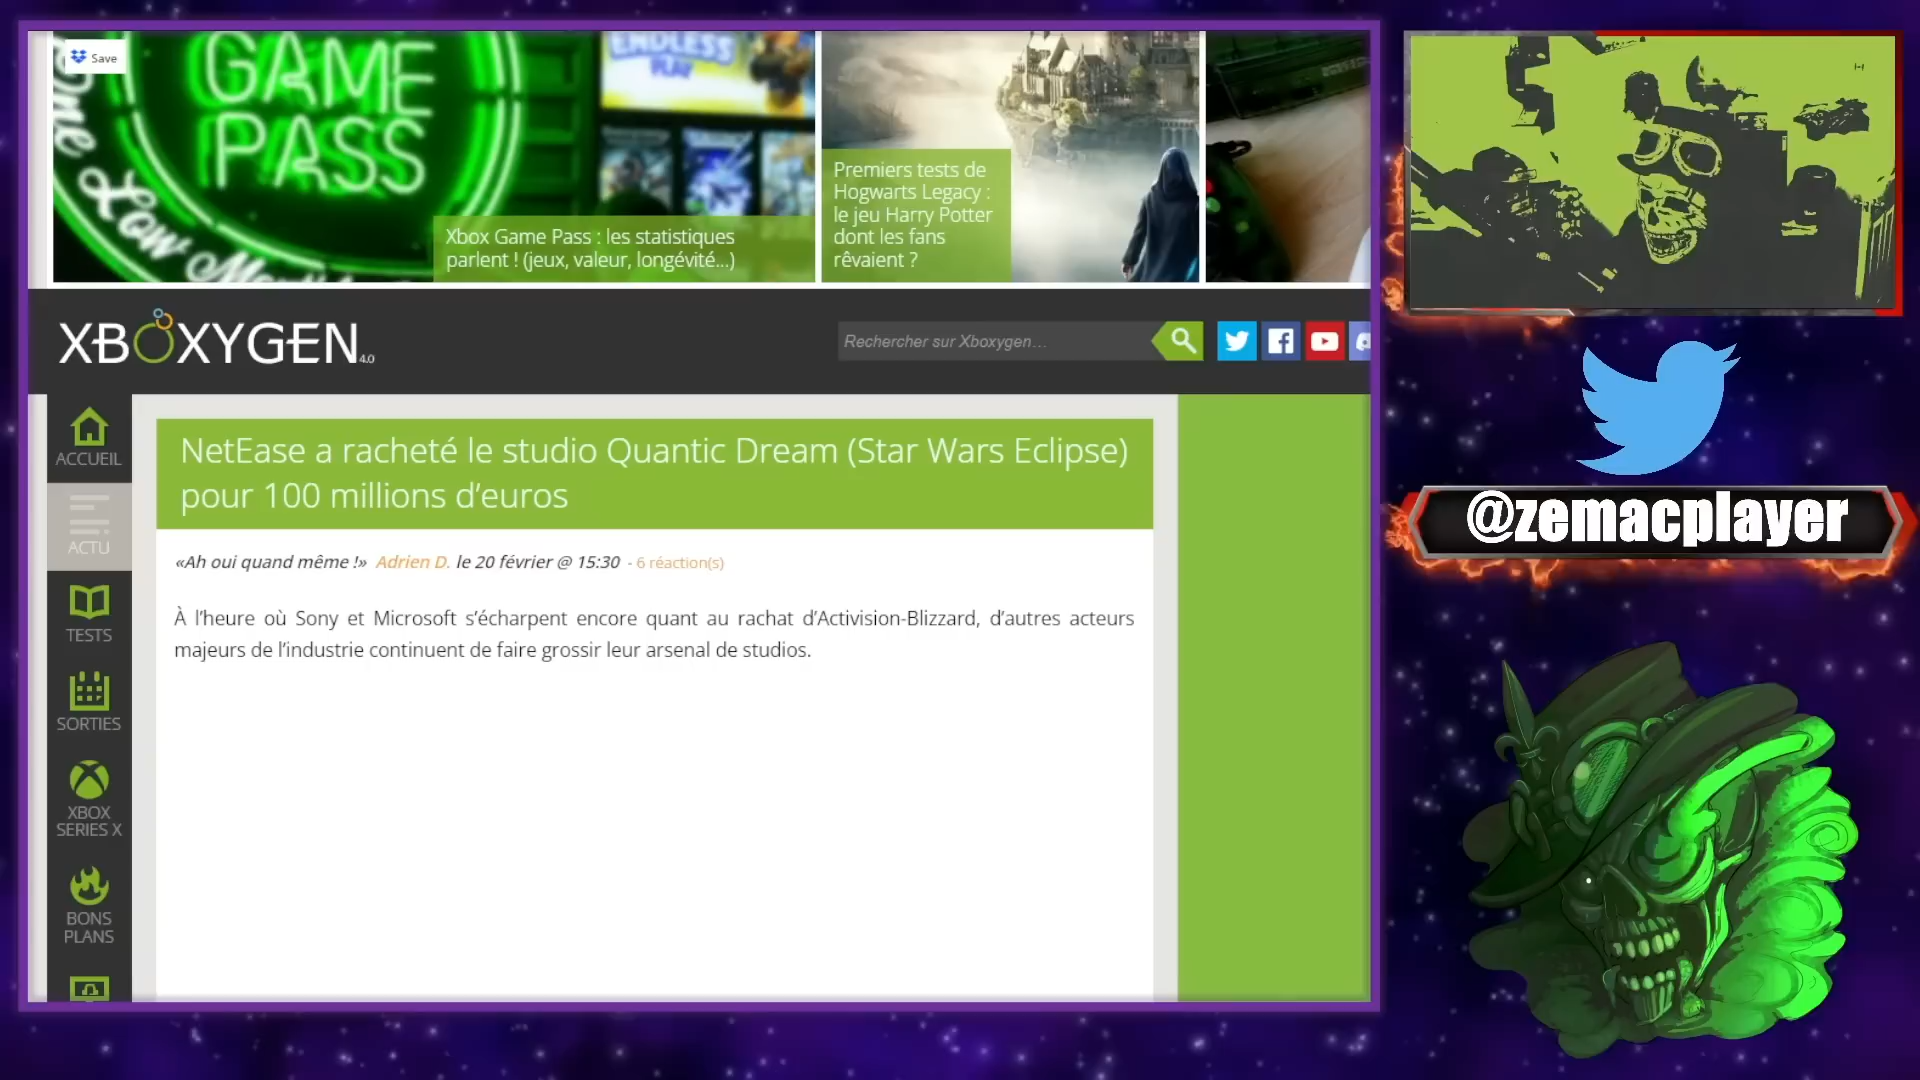 GAME
PASS
One Low
Save
ENDLESS
PLAY
Xbox Game Pass : les statistiques
parlent ! (jeux, valeur, longévité...)
Premiers tests de
Hogwarts Legacy :
le jeu Harry Potter
dont les fans
rêvaient ?
XBOXYGEN 4.0
Rechercher sur Xboxygen...
ACCUEIL
ACTU
TESTS
SORTIES
XBOX
SERIES X
BONS
PLANS
NetEase a racheté le studio Quantic Dream (Star Wars Eclipse)
pour 100 millions d’euros
«Ah oui quand même !» Adrien D. le 20 février @ 15:30 - 6 réaction(s)
À l’heure où Sony et Microsoft s’écharpent encore quant au rachat d’Activision-Blizzard, d’autres acteurs
majeurs de l’industrie continuent de faire grossir leur arsenal de studios.
@zemacplayer